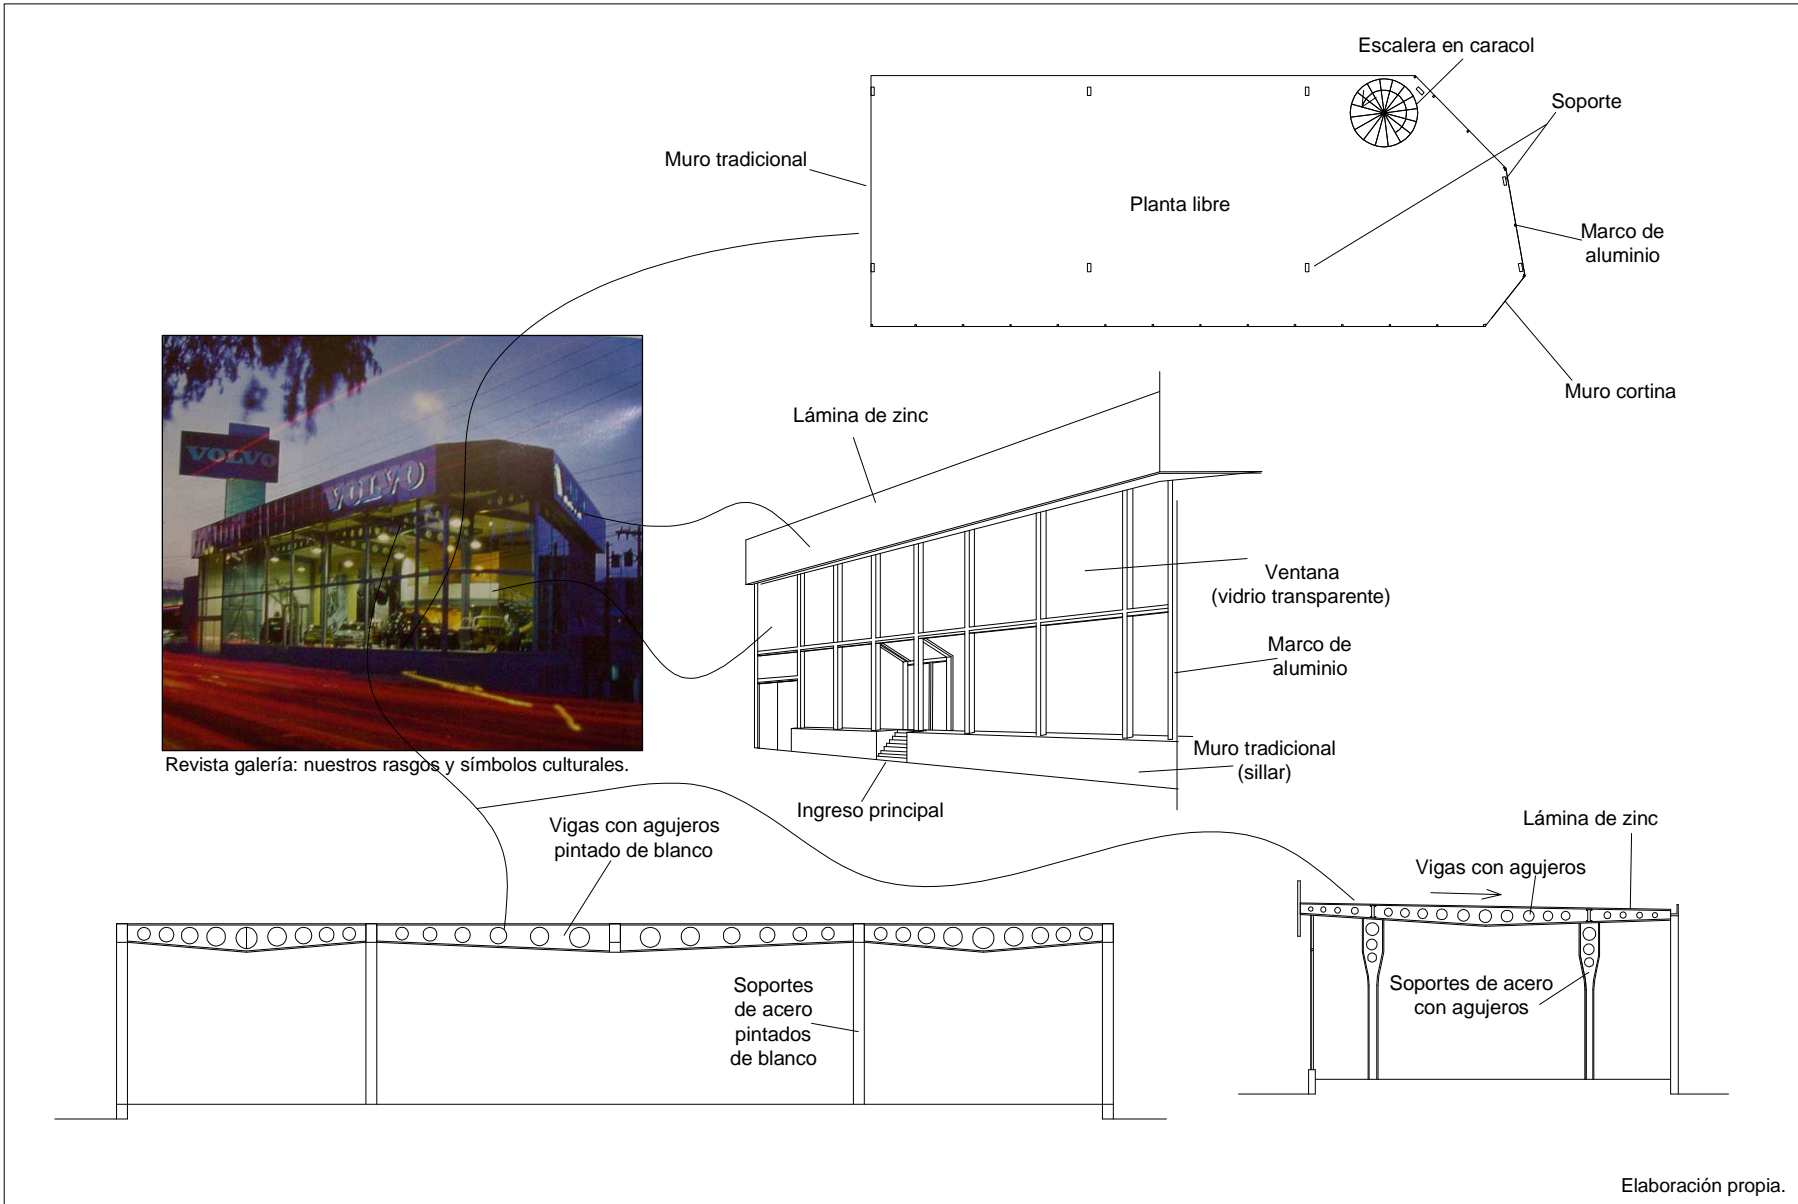 Escalera en caracol
Soporte
Muro tradicional
Planta libre
Marco de
aluminio
Muro cortina
Lámina de zinc
VOLVO
VOLVO
Ventana
(vidrio transparente)
Marco de
aluminio
Muro tradicional
(sillar)
Ingreso principal
Revista galería: nuestros rasgos y símbolos culturales.
Vigas con agujeros
pintado de blanco
Lámina de zinc
Vigas con agujeros
Soportes
de acero
pintados
de blanco
Soportes de acero
con agujeros
Elaboración propia.